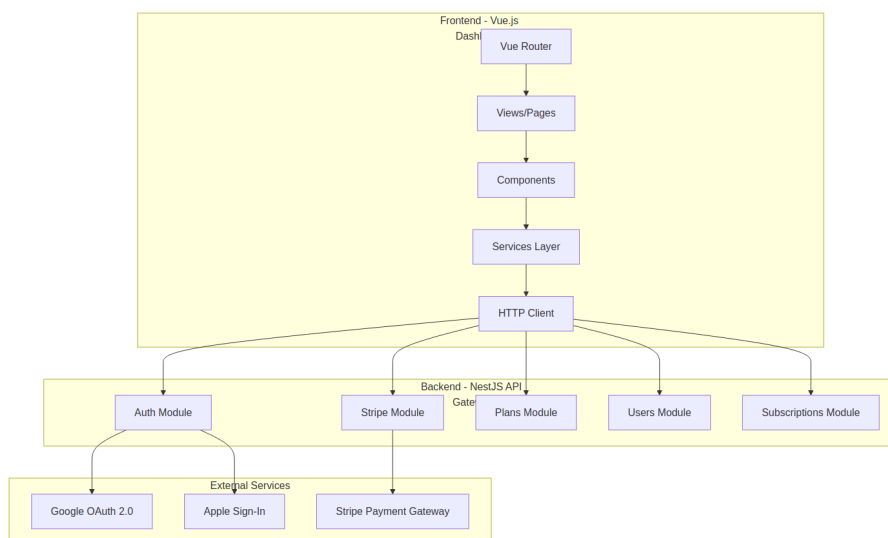 Frontend - Vue.js
Vue Router
Views/Pages
Components
Services Layer
HTTP Client
Backend - NestJS API
Auth Module
Stripe Module
Plans Module
Users Module
Subscriptions Module
External Services
Google OAuth 2.0
Apple Sign-In
Stripe Payment Gateway